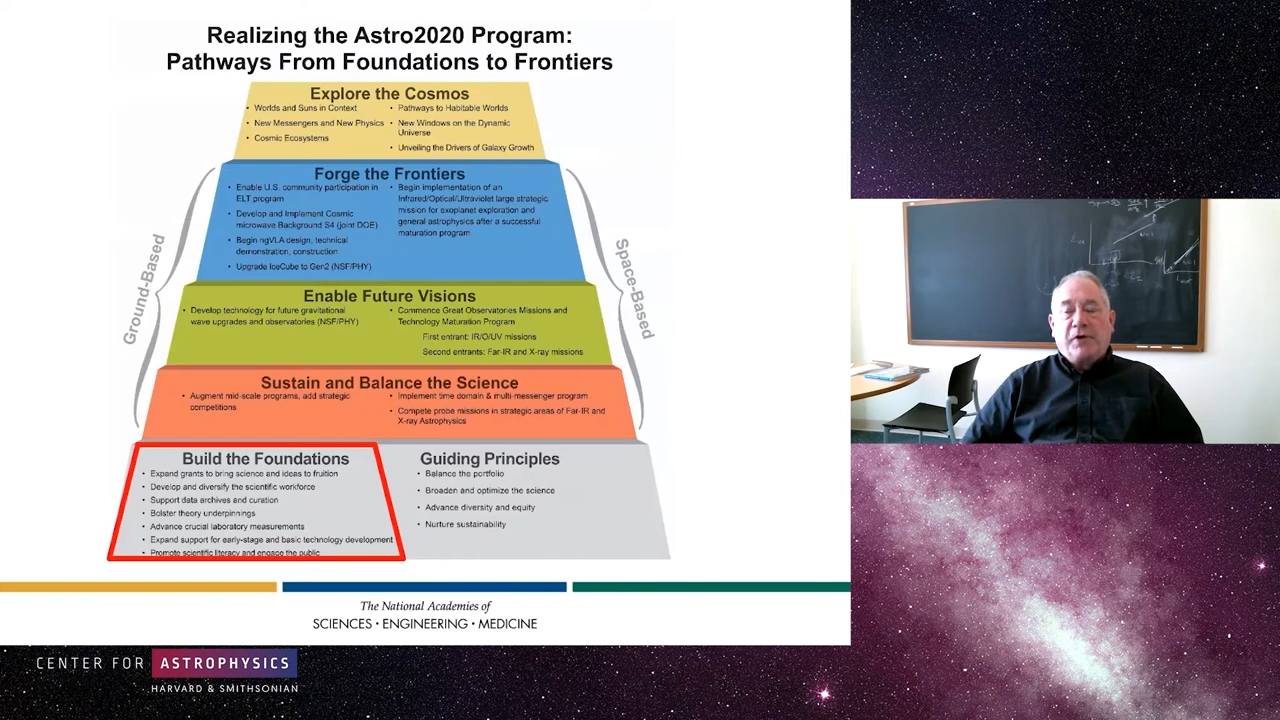 Realizing the Astro2020 Program:
Pathways From Foundations to Frontiers
Explore the Cosmos
• Worlds and Suns in Context
• New Messengers and New Physics
• Cosmic Ecosystems
• Pathways to Habitable Worlds
• New Windows on the Dynamic
Universe
• Unveiling the Drivers of Galaxy Growth
Forge the Frontiers
• Enable U.S. community participation in
ELT program
• Develop and Implement Cosmic
microwave Background S4 (joint DOE)
• Begin ngVLA design, technical
demonstration, construction
• Upgrade IceCube to Gen2 (NSF/PHY)
• Begin implementation of an
Infrared/Optical/Ultraviolet large strategic
mission for exoplanet exploration and
general astrophysics after a successful
maturation program
Ground-Based
Space-Based
Enable Future Visions
• Develop technology for future gravitational
wave upgrades and observatories (NSF/PHY)
• Commence Great Observatories Missions and
Technology Maturation Program
First entrant: IR/O/UV missions
Second entrants: Far-IR and X-ray missions
Sustain and Balance the Science
• Augment mid-scale programs, add strategic
competitions
• Implement time domain & multi-messenger program
• Compete probe missions in strategic areas of Far-IR and
X-ray Astrophysics
Build the Foundations
• Expand grants to bring science and ideas to fruition
• Develop and diversify the scientific workforce
• Support data archives and curation
• Bolster theory underpinnings
• Advance crucial laboratory measurements
• Expand support for early-stage and basic technology development
• Promote scientific literacy and engage the public
Guiding Principles
• Balance the portfolio
• Broaden and optimize the science
• Advance diversity and equity
• Nurture sustainability
The National Academies of
SCIENCES • ENGINEERING • MEDICINE
CENTER FOR ASTROPHYSICS
HARVARD & SMITHSONIAN